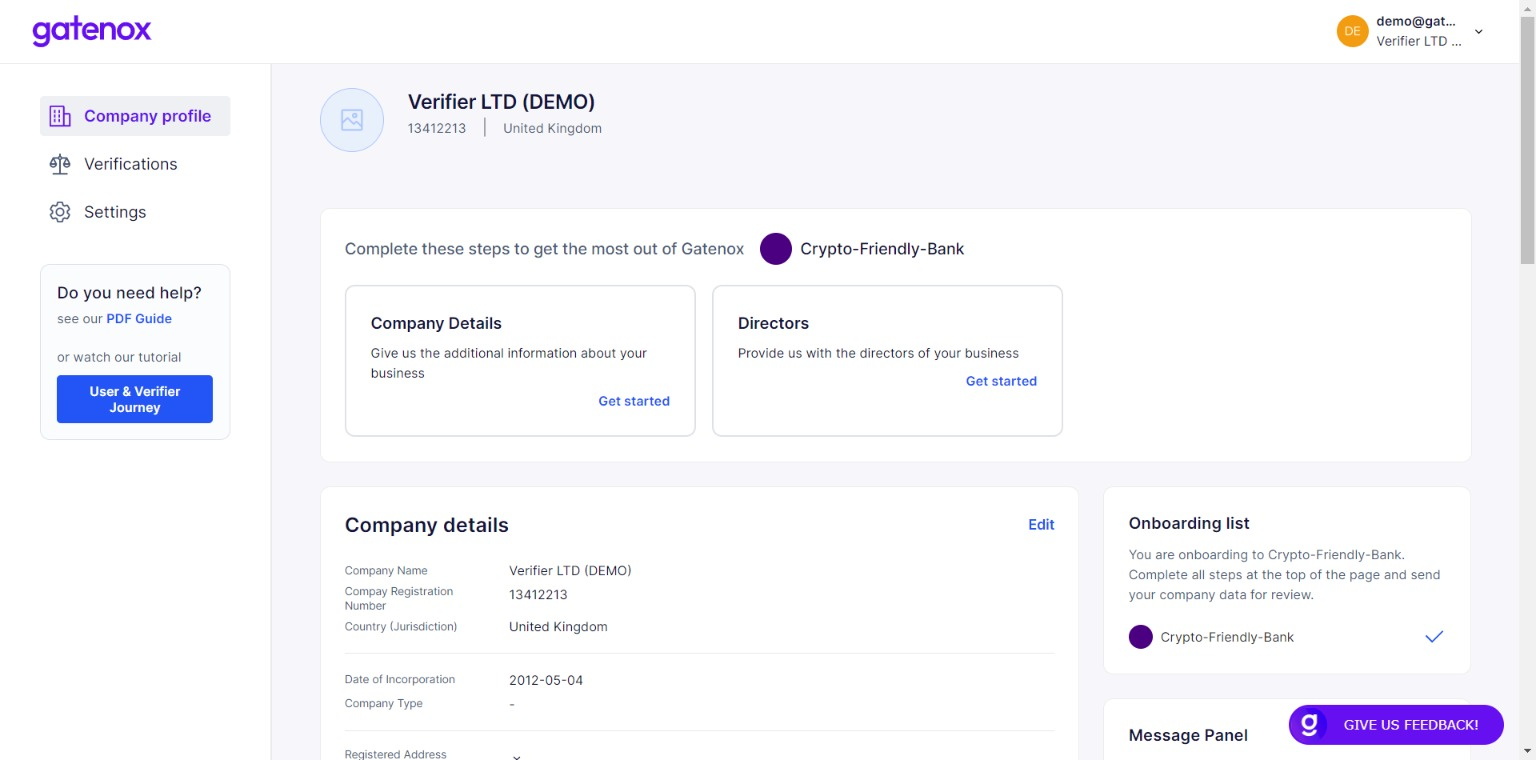 gatenox
DE
demo@gat...
Verifier LTD ...
Company profile
Verifications
Settings
Do you need help?
see our PDF Guide
or watch our tutorial
User & Verifier
Journey
Verifier LTD (DEMO)
13412213 | United Kingdom
Complete these steps to get the most out of Gatenox Crypto-Friendly-Bank
Company Details
Give us the additional information about your
business
Get started
Directors
Provide us with the directors of your business
Get started
Company details
Edit
Company Name Verifier LTD (DEMO)
Compay Registration
Number
13412213
Country (Jurisdiction) United Kingdom
Date of Incorporation 2012-05-04
Company Type -
Registered Address
Onboarding list
You are onboarding to Crypto-Friendly-Bank.
Complete all steps at the top of the page and send
your company data for review.
Crypto-Friendly-Bank
Message Panel
g GIVE US FEEDBACK!